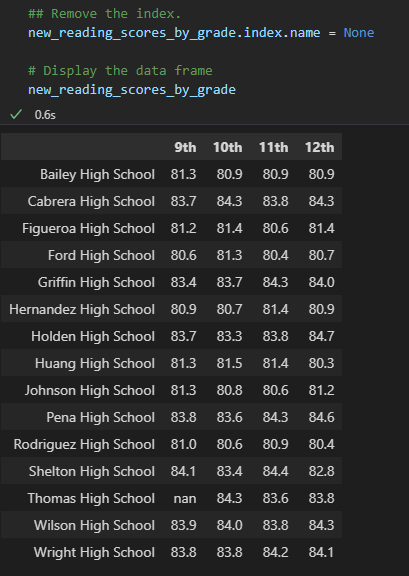 ## Remove the index.
new_reading_scores_by_grade.index.name = None
# Display the data frame
new_reading_scores_by_grade
✓ 0.6s
9th 10th 11th 12th
Bailey High School 81.3 80.9 80.9 80.9
Cabrera High School 83.7 84.3 83.8 84.3
Figueroa High School 81.2 81.4 80.6 81.4
Ford High School 80.6 81.3 80.4 80.7
Griffin High School 83.4 83.7 84.3 84.0
Hernandez High School 80.9 80.7 81.4 80.9
Holden High School 83.7 83.3 83.8 84.7
Huang High School 81.3 81.5 81.4 80.3
Johnson High School 81.3 80.8 80.6 81.2
Pena High School 83.8 83.6 84.3 84.6
Rodriguez High School 81.0 80.6 80.9 80.4
Shelton High School 84.1 83.4 84.4 82.8
Thomas High School nan 84.3 83.6 83.8
Wilson High School 83.9 84.0 83.8 84.3
Wright High School 83.8 83.8 84.2 84.1